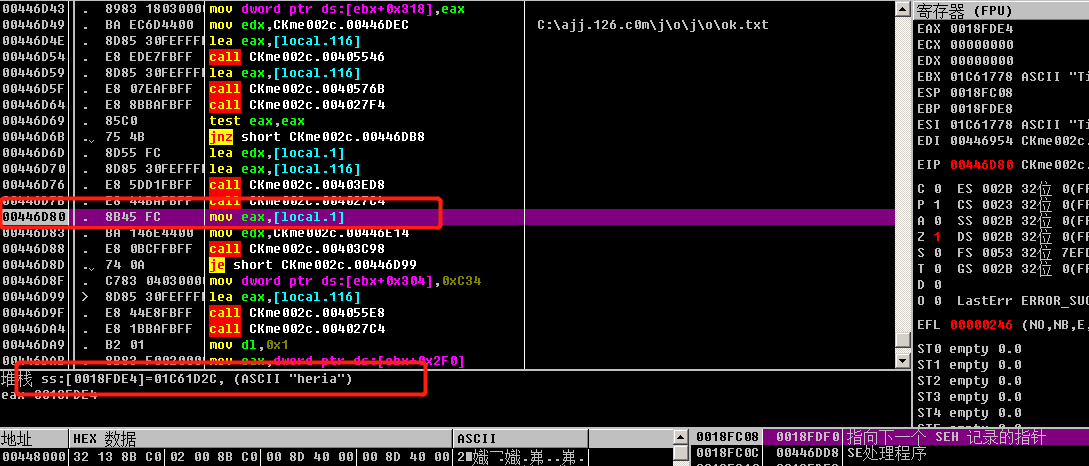 00446D43 . 8983 18030000 mov dword ptr ds:[ebx+0x318],eax
00446D49 . BA EC6D4400 mov edx,CKme002c.00446DEC C:\ajj.126.c0m\j\o\j\o\ok.txt
00446D4E . 8D85 30FEFFFF lea eax,[local.116]
00446D54 . E8 EDE7FBFF call CKme002c.00405546
00446D59 . 8D85 30FEFFFF lea eax,[local.116]
00446D5F . E8 07EAFBFF call CKme002c.0040576B
00446D64 . E8 8BBAFBFF call CKme002c.004027F4
00446D69 . 85C0 test eax,eax
00446D6B . 75 4B jnz short CKme002c.00446DB8
00446D6D . 8D55 FC lea edx,[local.1]
00446D70 . 8D85 30FEFFFF lea eax,[local.116]
00446D76 . E8 5DD1FBFF call CKme002c.00403ED8
00446D7B . E8 44BAFBFF call CKme002c.004027C4
00446D80 . 8B45 FC mov eax,[local.1]
00446D83 . BA 146E4400 mov edx,CKme002c.00446E14
00446D88 . E8 0BCFFBFF call CKme002c.00403C98
00446D8D . 74 0A je short CKme002c.00446D99
00446D8F . C783 04030000 mov dword ptr ds:[ebx+0x304],0xC34
00446D99 > 8D85 30FEFFFF lea eax,[local.116]
00446D9F . E8 44E8FBFF call CKme002c.004055E8
00446DA4 . E8 1BBAFBFF call CKme002c.004027C4
00446DA9 . B2 01 mov dl,0x1
00446DAB . 8B83 F0020000 mov eax,dword ptr ds:[ebx+0x2F0]
堆栈 ss:[0018FDE4]=01C61D2C, (ASCII "heria")
eax=0018FDE4
地址 HEX 数据 ASCII
00448000 32 13 8B C0 02 00 8B C0 00 8D 40 00 00 8D 40 00
0018FC08 0018FDF0 指向下一个 SEH 记录的指针
0018FC0C 00446DD8 SE处理程序
寄存器 (FPU)
EAX 0018FDE4
ECX 00000000
EDX 00000000
EBX 01C61778 ASCII "Ti
ESP 0018FC08
EBP 0018FDE8
ESI 01C61778 ASCII "Ti
EDI 00446954 CKme002c.
EIP 00446D80 CKme002c.
C 0 ES 002B 32位 0(FF
P 1 CS 0023 32位 0(FF
A 0 SS 002B 32位 0(FF
Z 1 DS 002B 32位 0(FF
S 0 FS 0053 32位 7EFD
T 0 GS 002B 32位 0(FF
D 0
O 0 LastErr ERROR_SUC
EFL 00000246 (NO,NB,E,
ST0 empty 0.0
ST1 empty 0.0
ST2 empty 0.0
ST3 empty 0.0
ST4 empty 0.0